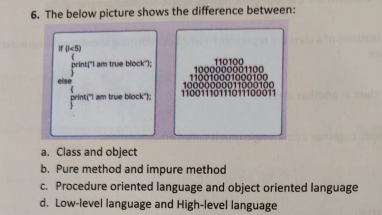 6. The below picture shows the difference between:
If (i<5)
{
print("I am true block");
}
else
{
print("I am true block");
}
110100
1000000001100
110010001000100
10000000011000100
1100111011011100011
a. Class and object
b. Pure method and impure method
c. Procedure oriented language and object oriented language
d. Low-level language and High-level language